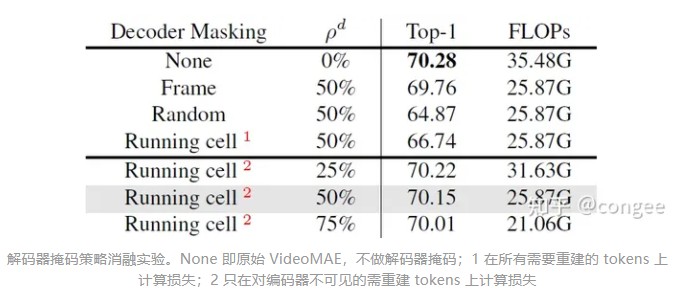 Decoder Masking ρᵈ Top-1 FLOPs
None 0% 70.28 35.48G
Frame 50% 69.76 25.87G
Random 50% 64.87 25.87G
Running cell ¹ 50% 66.74 25.87G
Running cell ² 25% 70.22 31.63G
Running cell ² 50% 70.15 25.87G
Running cell ² 75% 70.01 21.06G
知乎 @congee
解码器掩码策略消融实验。None 即原始 VideoMAE，不做解码器掩码；1 在所有需要重建的 tokens 上
计算损失；2 只在对编码器不可见的需重建 tokens 上计算损失